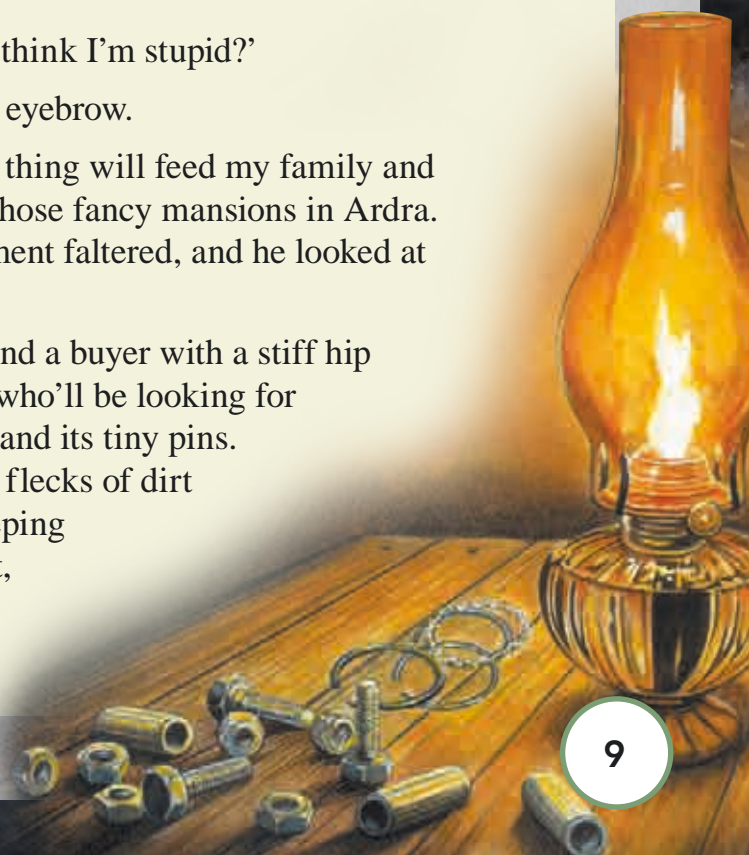 think I’m stupid?’
eyebrow.
thing will feed my family and
hose fancy mansions in Ardra.
nent faltered, and he looked at
nd a buyer with a stiff hip
who’ll be looking for
and its tiny pins.
flecks of dirt
ping
,
9